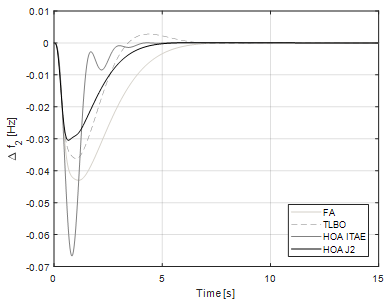 0.01
0
-0.01
-0.02
-0.03
-0.04
-0.05
-0.06
-0.07
Δ f2 [Hz]
FA
TLBO
HOA ITAE
HOA J2
0 5 10 15
Time [s]